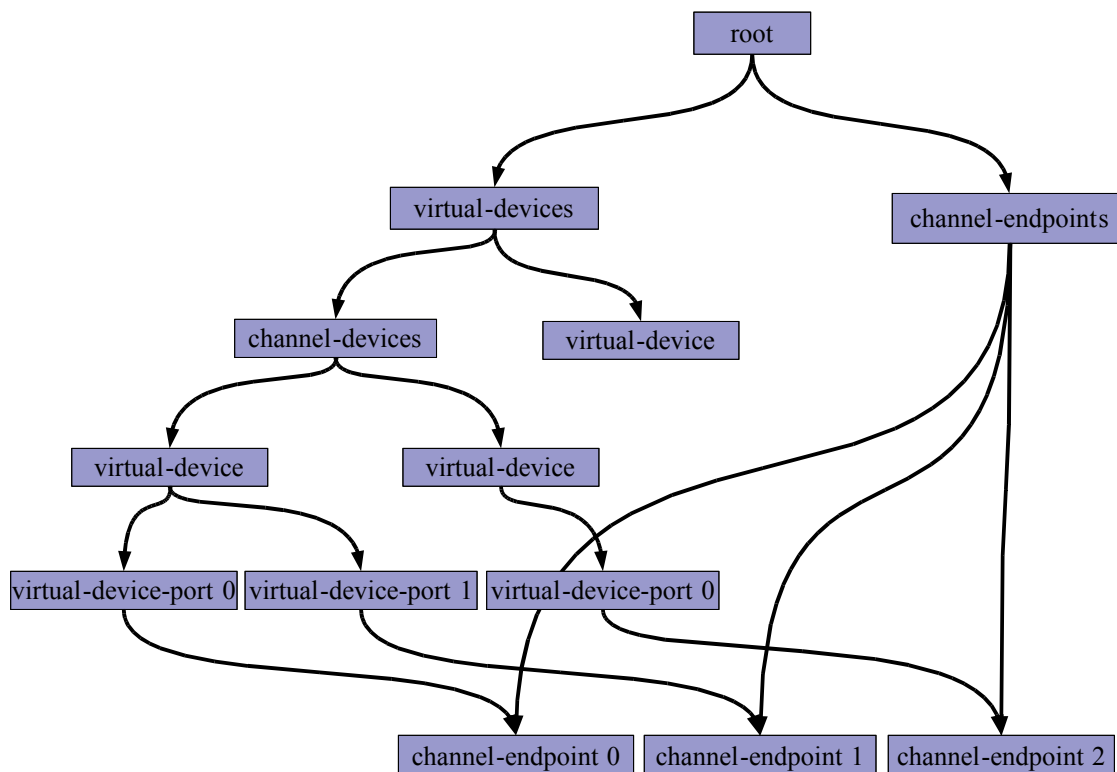 root
virtual-devices
channel-endpoints
channel-devices
virtual-device
virtual-device
virtual-device
virtual-device-port 0
virtual-device-port 1
virtual-device-port 0
channel-endpoint 0
channel-endpoint 1
channel-endpoint 2